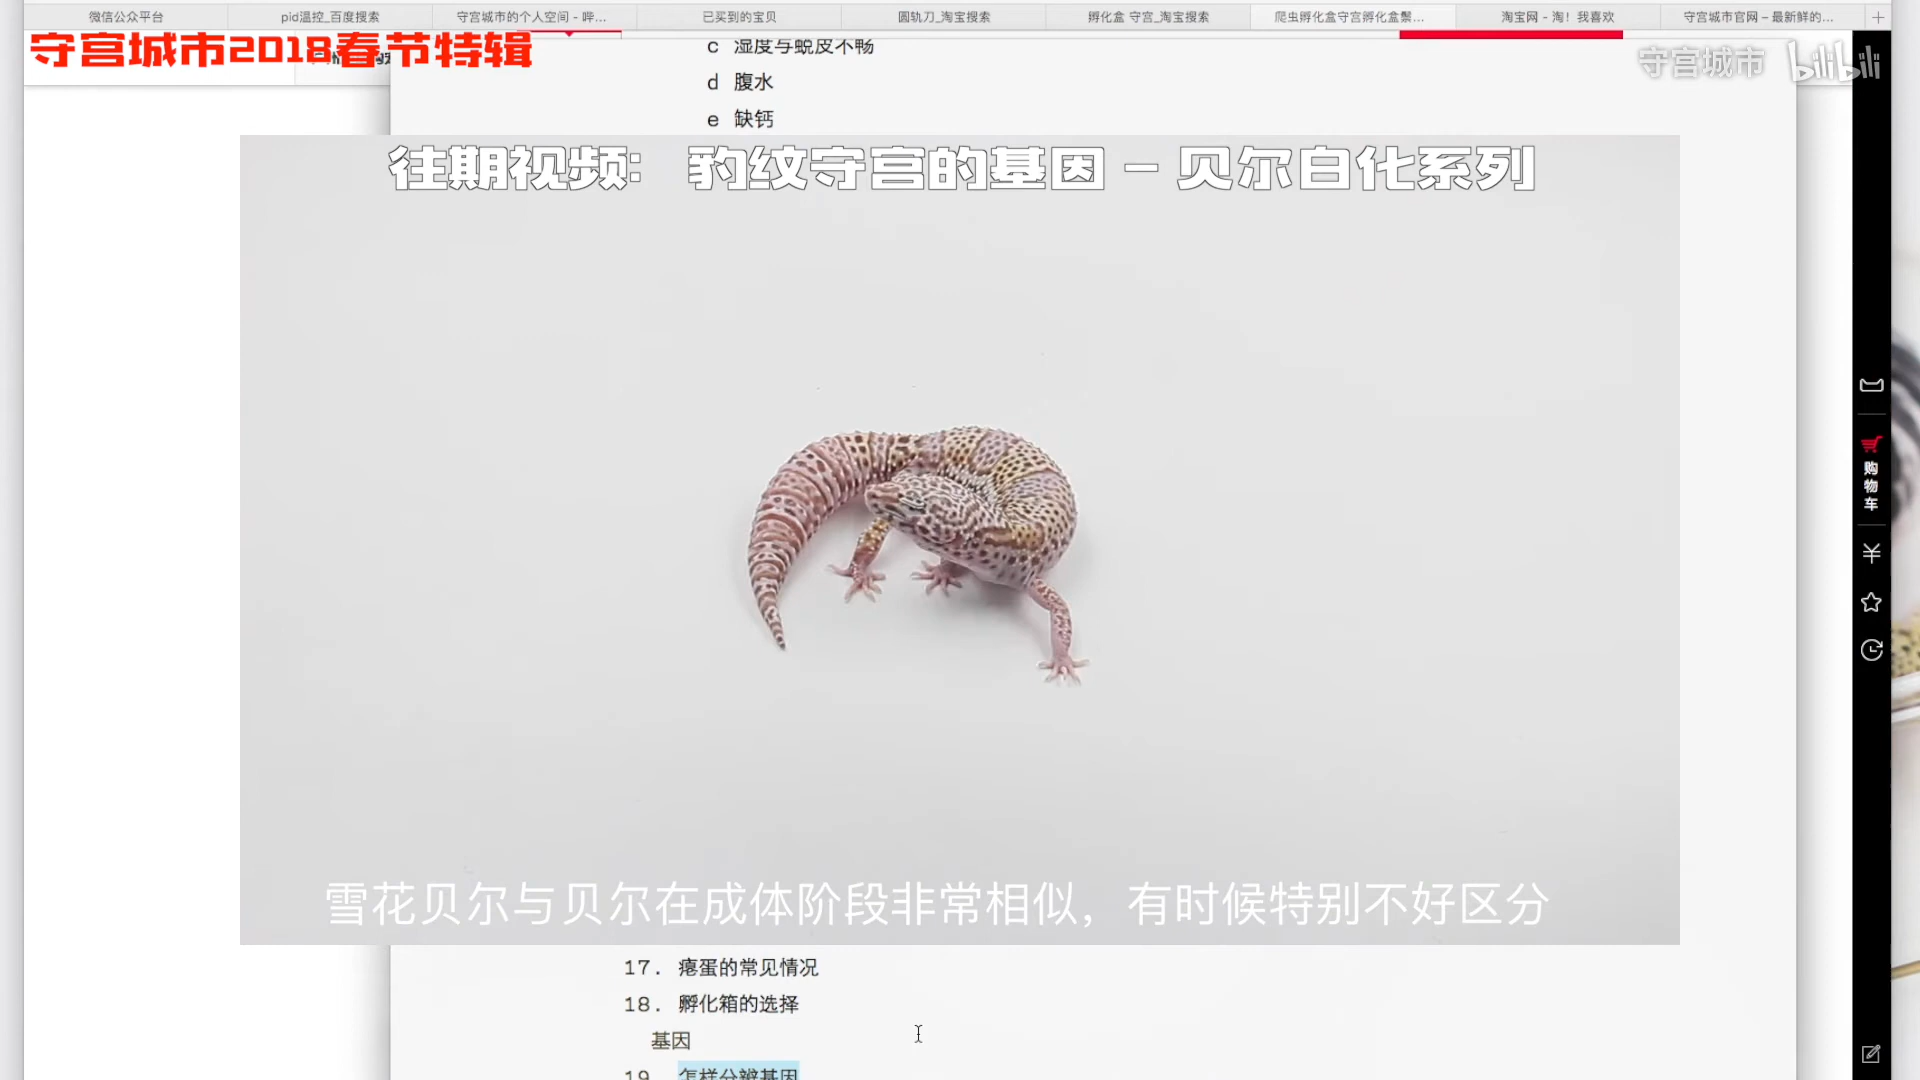 微信公众平台
pid温控_百度搜索
守宫城市的个人空间 - 哔...
已买到的宝贝
圆轨刀_淘宝搜索
孵化盒 守宫_淘宝搜索
爬虫孵化盒守宫孵化盒鬃...
淘宝网 - 淘！我喜欢
守宫城市官网 – 最新鲜的...
守宫城市2018春节特辑
守宫城市 bilibili
c 湿度与蜕皮不畅
d 腹水
e 缺钙
往期视频： 豹纹守宫的基因 - 贝尔白化系列
购物车
雪花贝尔与贝尔在成体阶段非常相似，有时候特别不好区分
17. 瘪蛋的常见情况
18. 孵化箱的选择
基因
19. 怎样分辨基因